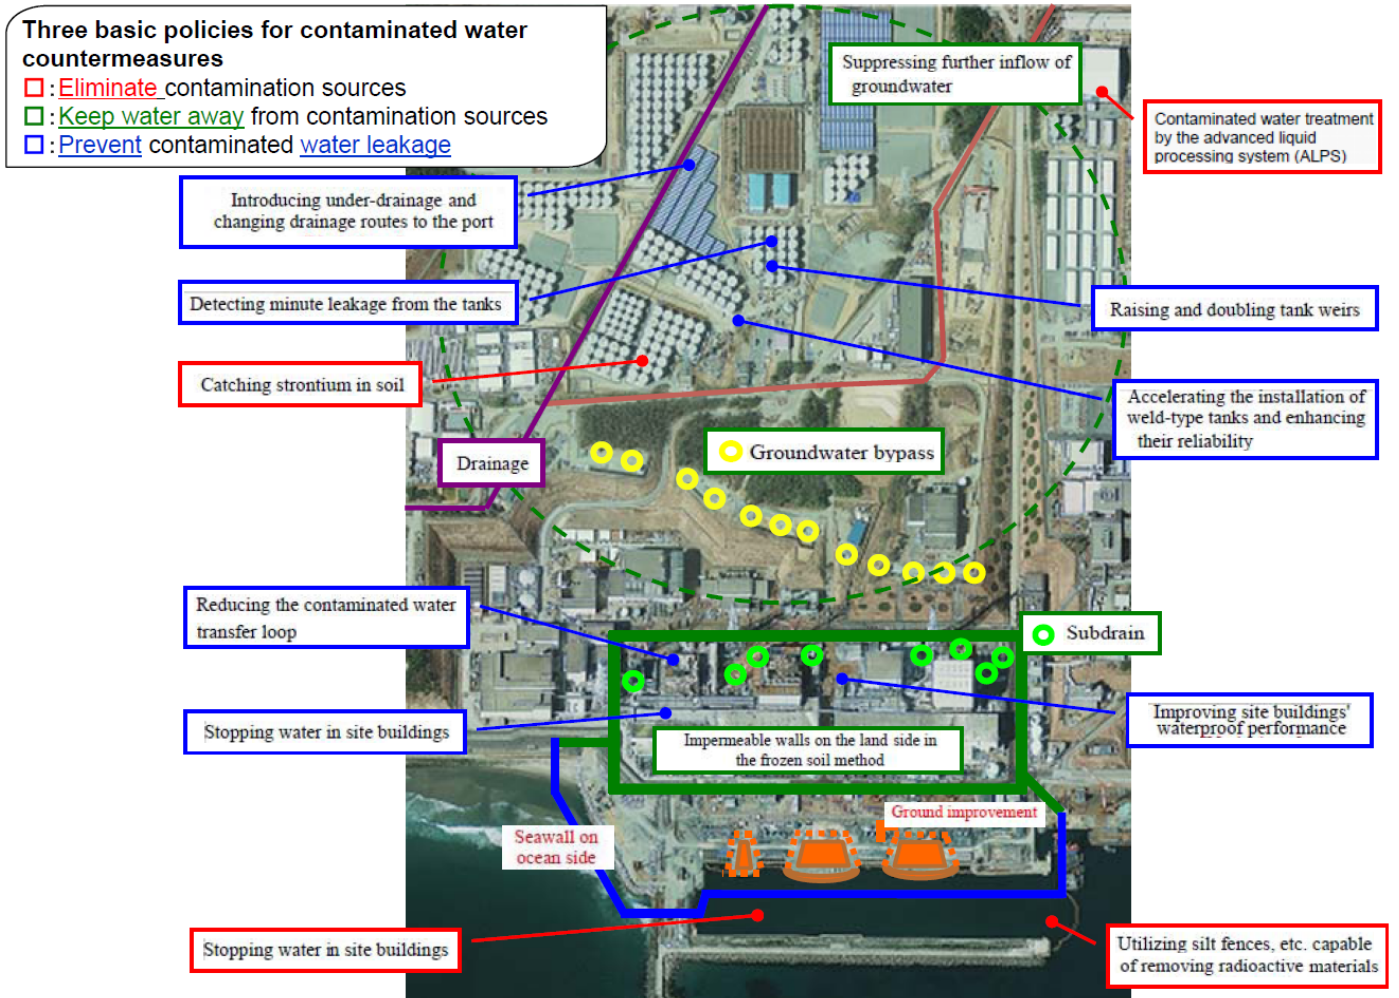 Three basic policies for contaminated water
countermeasures
: Eliminate contamination sources
: Keep water away from contamination sources
: Prevent contaminated water leakage
Suppressing further inflow of
groundwater
Contaminated water treatment
by the advanced liquid
processing system (ALPS)
Introducing under-drainage and
changing drainage routes to the port
Detecting minute leakage from the tanks
Raising and doubling tank weirs
Catching strontium in soil
Accelerating the installation of
weld-type tanks and enhancing
their reliability
Drainage
Groundwater bypass
Reducing the contaminated water
transfer loop
Subdrain
Stopping water in site buildings
Improving site buildings'
waterproof performance
Impermeable walls on the land side in
the frozen soil method
Ground improvement
Seawall on
ocean side
Stopping water in site buildings
Utilizing silt fences, etc. capable
of removing radioactive materials